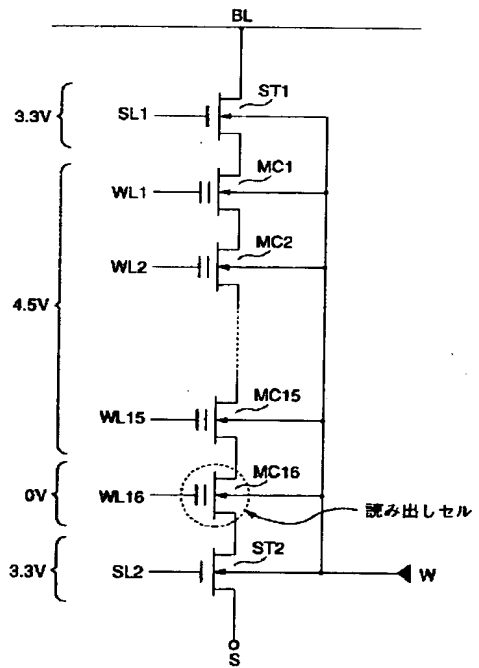 BL
3.3V
SL1
ST1
WL1
MC1
WL2
MC2
4.5V
WL15
MC15
0V
WL16
MC16
読み出しセル
3.3V
SL2
ST2
W
S